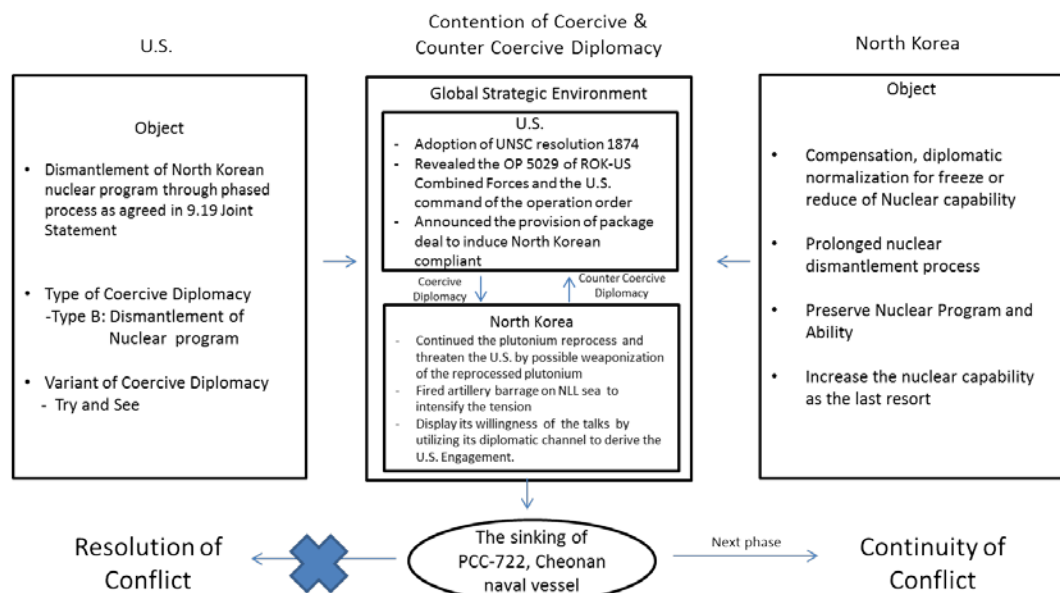 U.S.
Contention of Coercive &
Counter Coercive Diplomacy
North Korea
Object
• Dismantlement of North Korean
nuclear program through phased
process as agreed in 9.19 Joint
Statement
• Type of Coercive Diplomacy
-Type B: Dismantlement of
Nuclear program
• Variant of Coercive Diplomacy
- Try and See
Global Strategic Environment
U.S.
- Adoption of UNSC resolution 1874
- Revealed the OP 5029 of ROK-US
Combined Forces and the U.S.
command of the operation order
- Announced the provision of package
deal to induce North Korean
compliant
Coercive
Diplomacy
Counter Coercive
Diplomacy
North Korea
- Continued the plutonium reprocess and
threaten the U.S. by possible weaponization
of the reprocessed plutonium
- Fired artillery barrage on NLL sea to
intensify the tension
- Display its willingness of the talks by
utilizing its diplomatic channel to derive the
U.S. Engagement.
Object
• Compensation, diplomatic
normalization for freeze or
reduce of Nuclear capability
• Prolonged nuclear
dismantlement process
• Preserve Nuclear Program and
Ability
• Increase the nuclear capability
as the last resort
Resolution of
Conflict
The sinking of
PCC-722, Cheonan
naval vessel
Next phase
Continuity of
Conflict